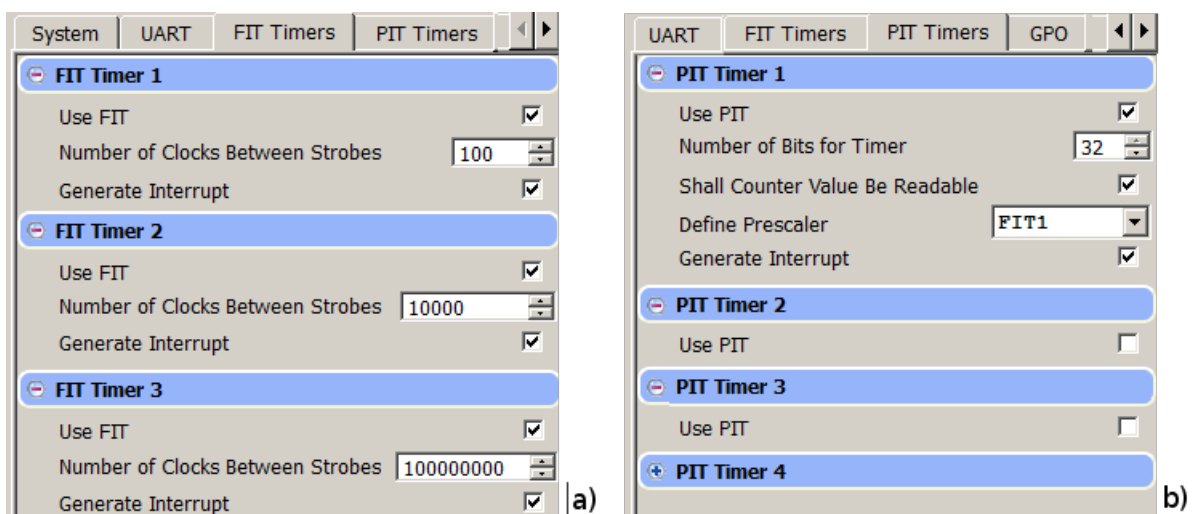 System UART FIT Timers PIT Timers
FIT Timer 1
Use FIT
Number of Clocks Between Strobes 100
Generate Interrupt
FIT Timer 2
Use FIT
Number of Clocks Between Strobes 10000
Generate Interrupt
FIT Timer 3
Use FIT
Number of Clocks Between Strobes 100000000
Generate Interrupt
a)
UART FIT Timers PIT Timers GPO
PIT Timer 1
Use PIT
Number of Bits for Timer 32
Shall Counter Value Be Readable
Define Prescaler FIT1
Generate Interrupt
PIT Timer 2
Use PIT
PIT Timer 3
Use PIT
PIT Timer 4
b)